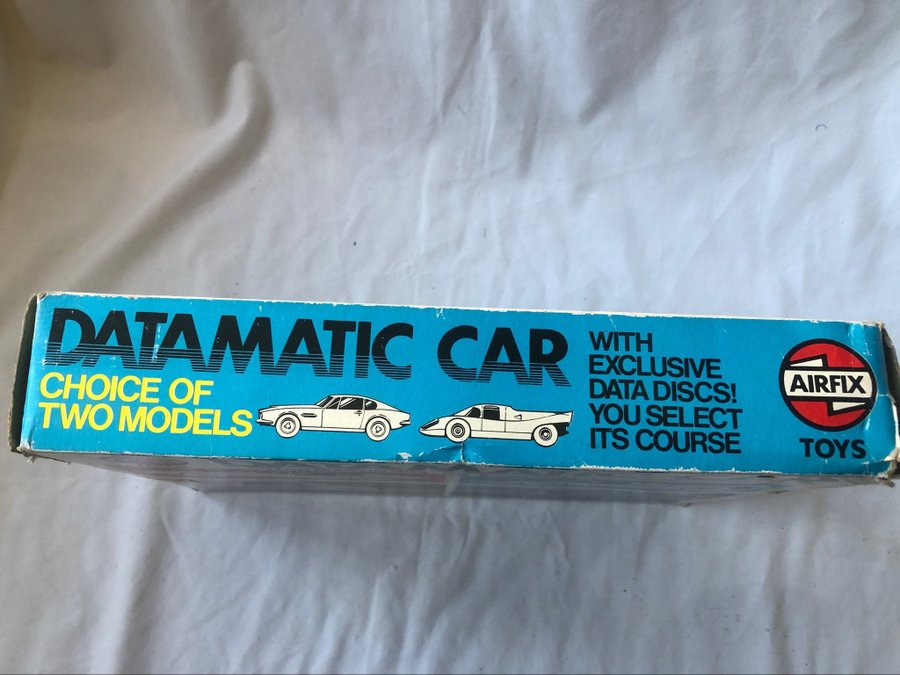 DATAMATIC CAR
CHOICE OF
TWO MODELS
WITH
EXCLUSIVE
DATA DISCS!
YOU SELECT
ITS COURSE
AIRFIX
TOYS